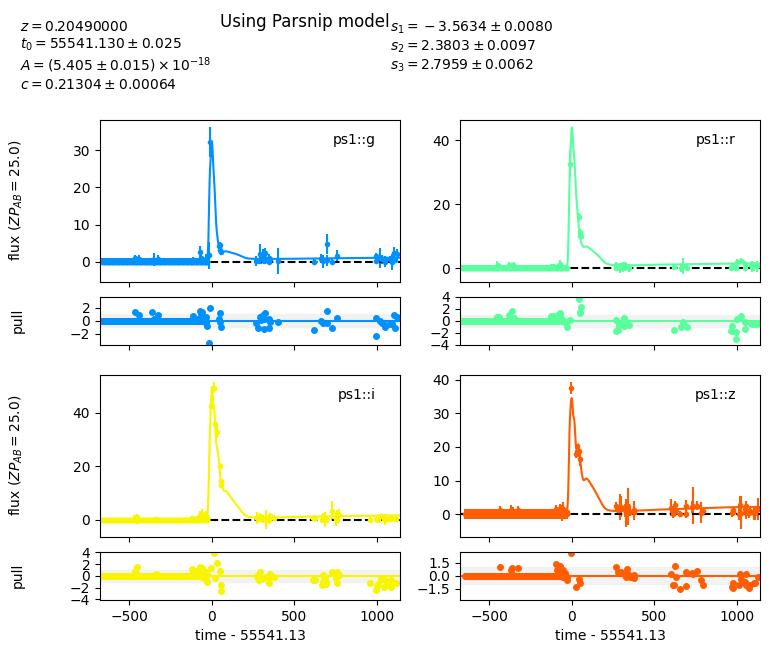 Using Parsnip model
z = 0.20490000
t0 = 55541.130 ± 0.025
A = (5.405 ± 0.015) × 10^−18
c = 0.21304 ± 0.00064
s1 = −3.5634 ± 0.0080
s2 = 2.3803 ± 0.0097
s3 = 2.7959 ± 0.0062
flux (ZP_AB = 25.0)
30
20
10
0
ps1::g
40
20
0
ps1::r
pull
2
0
−2
4
2
0
−2
−4
flux (ZP_AB = 25.0)
40
20
0
ps1::i
40
30
20
10
0
ps1::z
pull
4
2
0
−2
−4
1.5
0.0
−1.5
−500 0 500 1000
−500 0 500 1000
time - 55541.13
time - 55541.13